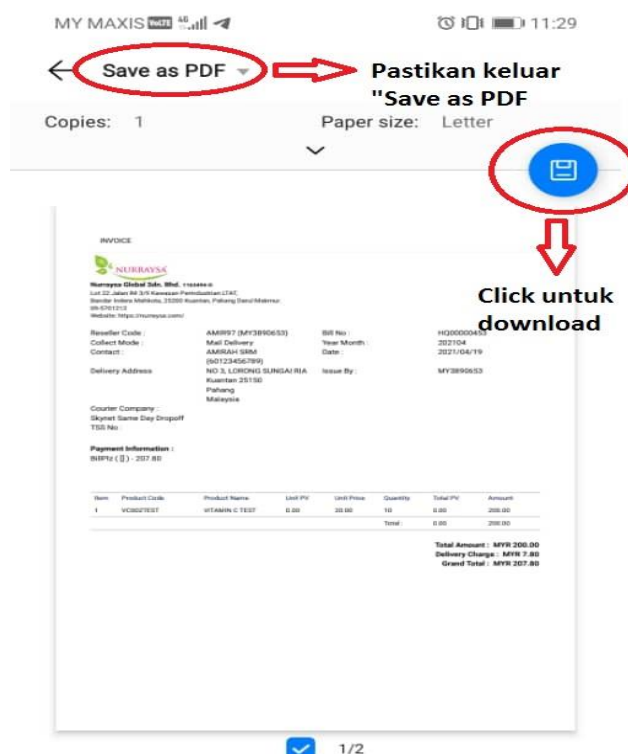 MY MAXIS VoLTE 4G 11:29
Save as PDF
Pastikan keluar
"Save as PDF
Copies: 1 Paper size: Letter
Click untuk
download
INVOICE
NURRAYSA
Nurraysa Global Sdn. Bhd.
Website: https://nurraysa.com/
Reseller Code : AMIR97 (MY3890653) Bill No : HQ00000453
Collect Mode : Mail Delivery Year Month : 202104
Contact : AMIRAH SRM Date : 2021/04/19
(60123456789)
Delivery Address NO 3, LORONG SUNGAI RIA Issue By : MY3890653
Kuantan 25150
Pahang
Malaysia
Courier Company :
Skynet Same Day Dropoff
TSS No :
Payment Information :
BillPlz ( [] ) - 207.80
Item Product Code Product Name Unit PV Unit Price Quantity Total PV Amount
1 VC002TEST VITAMIN C TEST 0.00 20.00 10 0.00 200.00
Total : 0.00 200.00
Total Amount : MYR 200.00
Delivery Charge : MYR 7.80
Grand Total : MYR 207.80
1/2